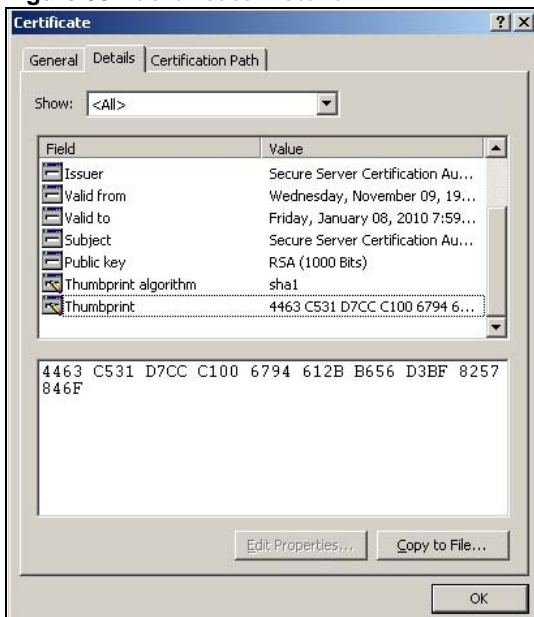 Certificate
General Details Certification Path
Show: <All>
Field Value
Issuer Secure Server Certification Au...
Valid from Wednesday, November 09, 19...
Valid to Friday, January 08, 2010 7:59...
Subject Secure Server Certification Au...
Public key RSA (1000 Bits)
Thumbprint algorithm sha1
Thumbprint 4463 C531 D7CC C100 6794 6...
4463 C531 D7CC C100 6794 612B B656 D3BF 8257
846F
Edit Properties... Copy to File...
OK